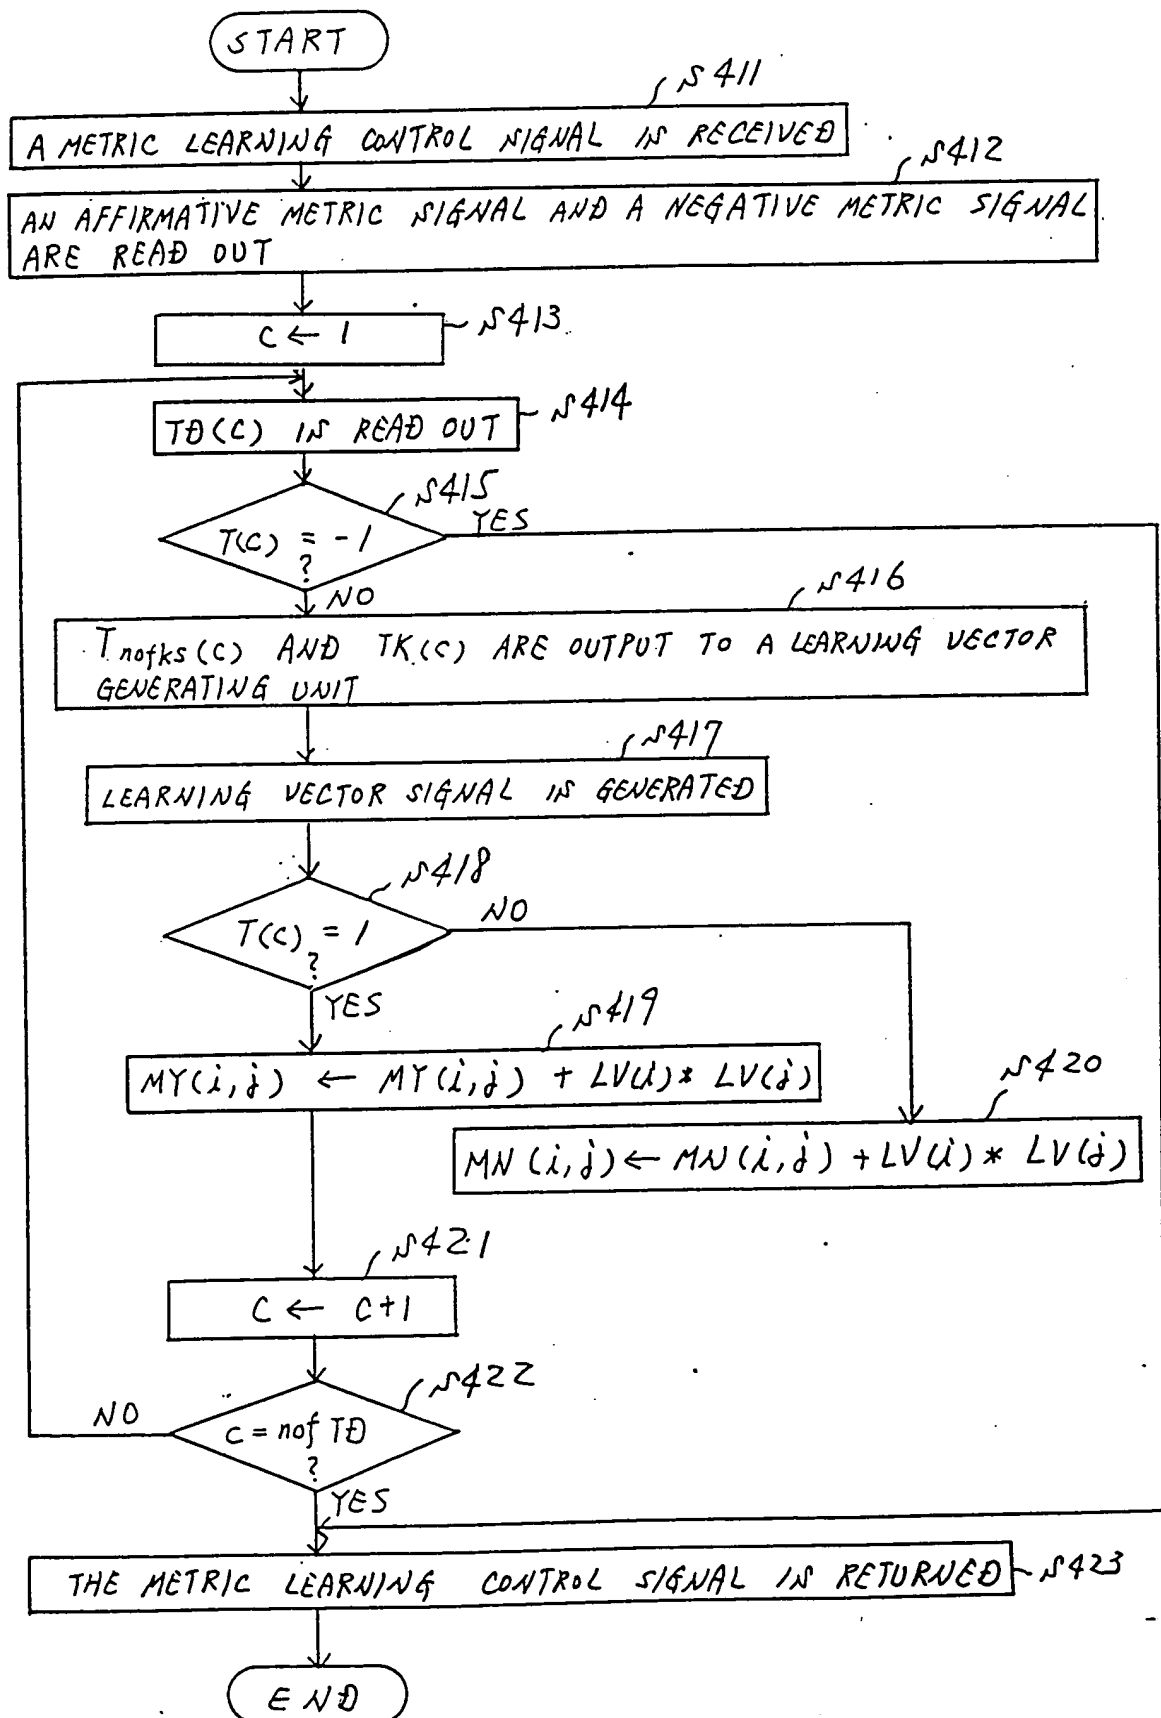 START
S411
A METRIC LEARNING CONTROL SIGNAL IS RECEIVED
S412
AN AFFIRMATIVE METRIC SIGNAL AND A NEGATIVE METRIC SIGNAL
ARE READ OUT
C ← 1
S413
TD(C) IS READ OUT
S414
S415
T(C) = -1
?
YES
NO
S416
Tnofks(C) AND TK(C) ARE OUTPUT TO A LEARNING VECTOR
GENERATING UNIT
S417
LEARNING VECTOR SIGNAL IS GENERATED
S418
T(C) = 1
?
NO
YES
S419
MY(i,j) ← MY(i,j) + LV(i)* LV(j)
S420
MN(i,j) ← MN(i,j) + LV(i)* LV(j)
S421
C ← C+1
S422
C = nof TD
?
NO
YES
THE METRIC LEARNING CONTROL SIGNAL IS RETURNED
S423
END